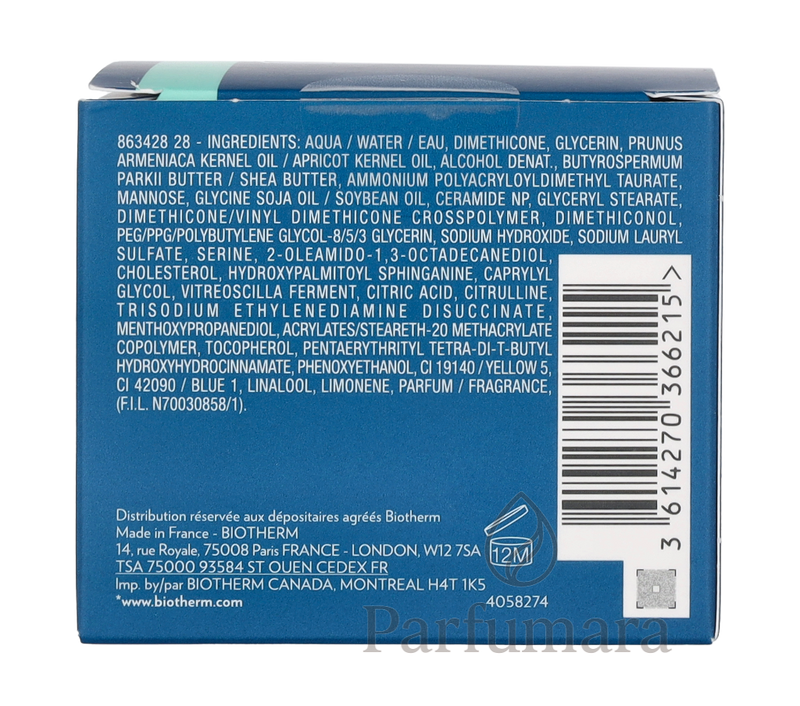 863428 28 - INGREDIENTS: AQUA / WATER / EAU, DIMETHICONE, GLYCERIN, PRUNUS
ARMENIACA KERNEL OIL / APRICOT KERNEL OIL, ALCOHOL DENAT., BUTYROSPERMUM
PARKII BUTTER / SHEA BUTTER, AMMONIUM POLYACRYLOYLDIMETHYL TAURATE,
MANNOSE, GLYCINE SOJA OIL / SOYBEAN OIL, CERAMIDE NP, GLYCERYL STEARATE,
DIMETHICONE/VINYL DIMETHICONE CROSSPOLYMER, DIMETHICONOL,
PEG/PPG/POLYBUTYLENE GLYCOL-8/5/3 GLYCERIN, SODIUM HYDROXIDE, SODIUM LAURYL
SULFATE, SERINE, 2-OLEAMIDO-1,3-OCTADECANEDIOL,
CHOLESTEROL, HYDROXYPALMITOYL SPHINGANINE, CAPRYLYL
GLYCOL, VITREOSCILLA FERMENT, CITRIC ACID, CITRULLINE,
TRISODIUM ETHYLENEDIAMINE DISUCCINATE,
MENTHOXYPROPANEDIOL, ACRYLATES/STEARETH-20 METHACRYLATE
COPOLYMER, TOCOPHEROL, PENTAERYTHRITYL TETRA-DI-T-BUTYL
HYDROXYHYDROCINNAMATE, PHENOXYETHANOL, CI 19140 / YELLOW 5,
CI 42090 / BLUE 1, LINALOOL, LIMONENE, PARFUM / FRAGRANCE,
(F.I.L. N70030858/1).
3 614270 366215 >
Distribution réservée aux dépositaires agréés Biotherm
Made in France - BIOTHERM
14, rue Royale, 75008 Paris FRANCE - LONDON, W12 7SA
TSA 75000 93584 ST OUEN CEDEX FR
Imp. by/par BIOTHERM CANADA, MONTREAL H4T 1K5
*www.biotherm.com
12M
4058274
Parfumara